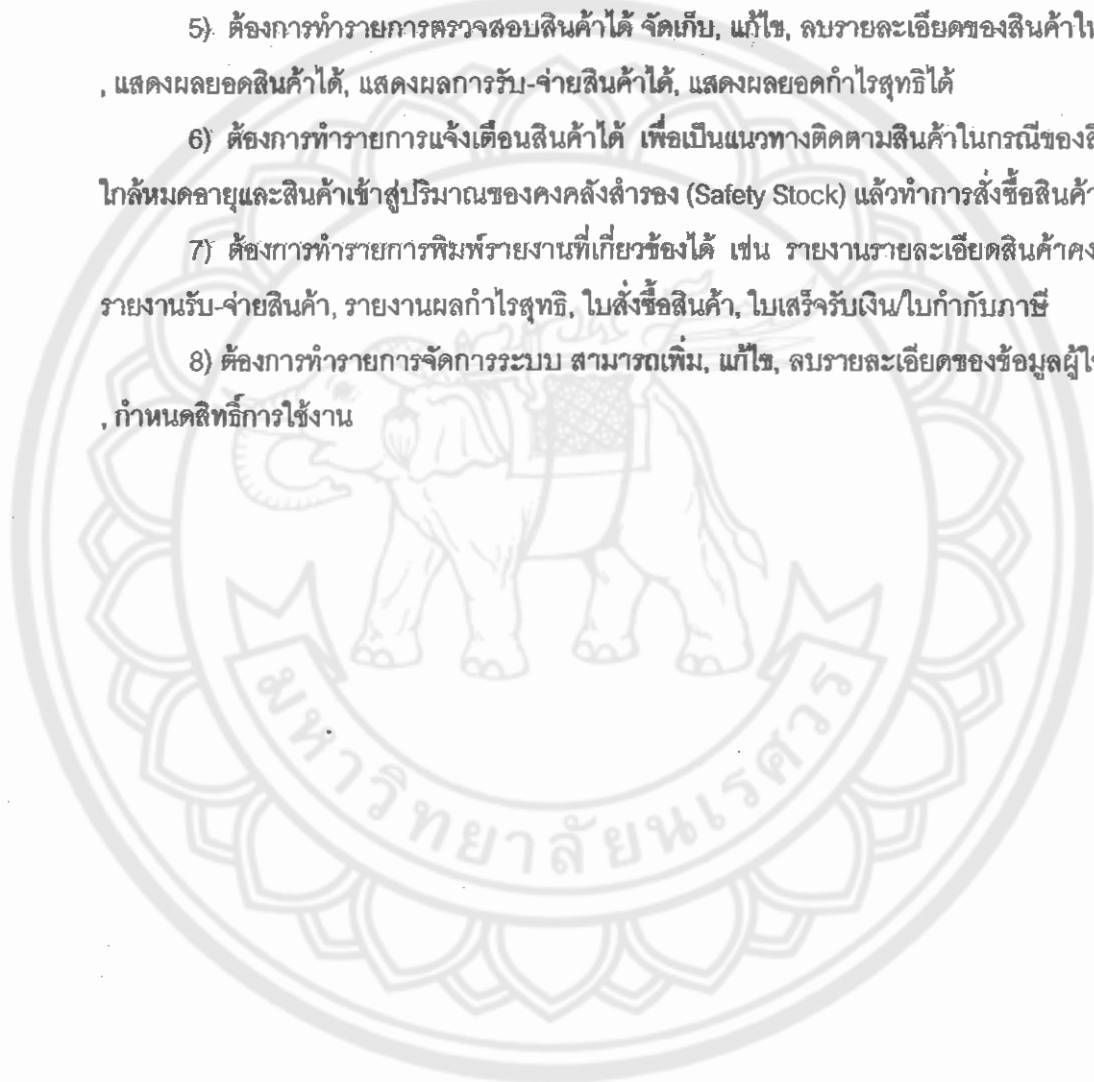 5) ต้องการทำรายการตรวจสอบสินค้าได้ จัดเก็บ, แก้ไข, ลบรายละเอียดของสินค้าใ
, แสดงผลยอดสินค้าได้, แสดงผลการรับ-จ่ายสินค้าได้, แสดงผลยอดกำไรสุทธิได้
6) ต้องการทำรายการแจ้งเตือนสินค้าได้ เพื่อเป็นแนวทางติดตามสินค้าในกรณีของสิ
ใกล้หมดอายุและสินค้าเข้าสู่ปริมาณของคงคลังสำรอง (Safety Stock) แล้วทำการสั่งซื้อสินค้า
7) ต้องการทำรายการพิมพ์รายงานที่เกี่ยวข้องได้ เช่น รายงานรายละเอียดสินค้าคง
รายงานรับ-จ่ายสินค้า, รายงานผลกำไรสุทธิ, ใบสั่งซื้อสินค้า, ใบเสร็จรับเงิน/ใบกำกับภาษี
8) ต้องการทำรายการจัดการระบบ สามารถเพิ่ม, แก้ไข, ลบรายละเอียดของข้อมูลผู้ใ
, กำหนดสิทธิ์การใช้งาน
มหาวิทยาลัยนเรศวร